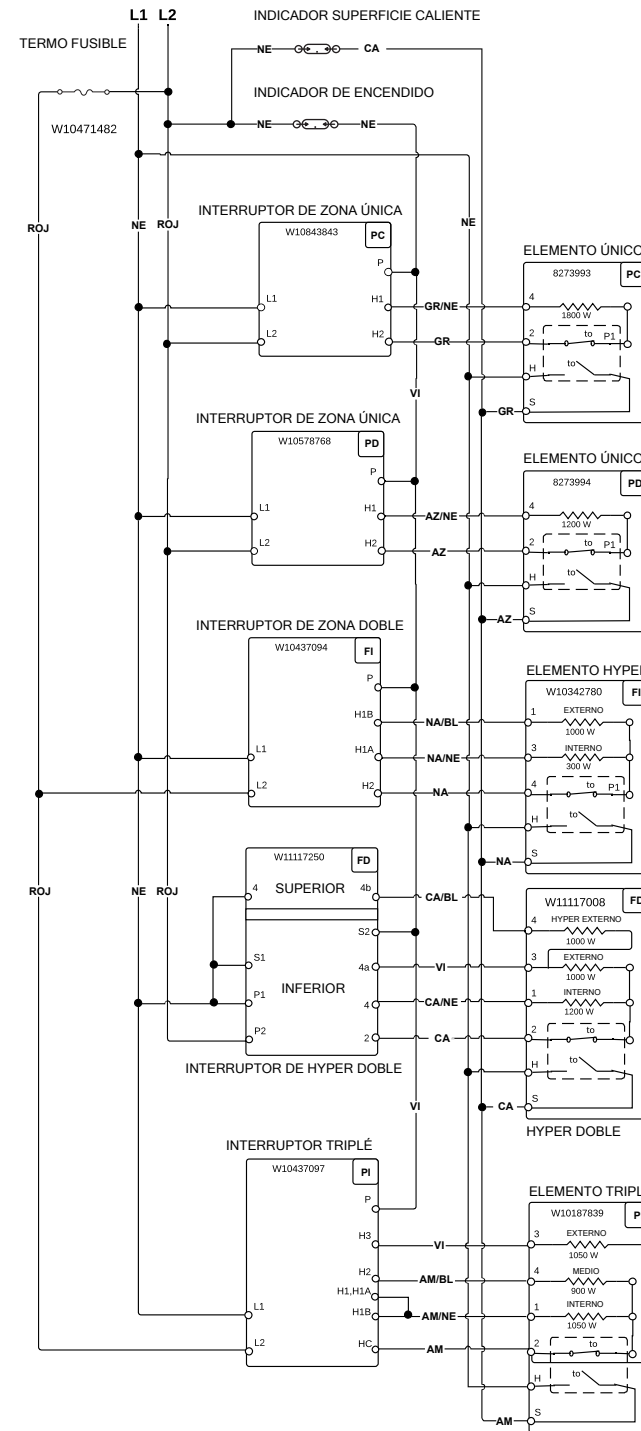 L1 L2
INDICADOR SUPERFICIE CALIENTE
TERMO FUSIBLE
NE CA
INDICADOR DE ENCENDIDO
W10471482
NE NE
ROJ NE ROJ NE
INTERRUPTOR DE ZONA ÚNICA
W10843843 PC
P
L1 H1 GR/NE
L2 H2 GR
ELEMENTO ÚNICO
8273993 PC
4
1800 W
2 to P1
H to
GR S
VI
INTERRUPTOR DE ZONA ÚNICA
W10578768 PD
P
L1 H1 AZ/NE
L2 H2 AZ
ELEMENTO ÚNICO
8273994 PD
4
1200 W
2 to P1
H to
AZ S
INTERRUPTOR DE ZONA DOBLE
W10437094 FI
P
H1B NA/BL
L1 H1A NA/NE
L2 H2 NA
ELEMENTO HYPER
W10342780 FI
1 EXTERNO
1000 W
3 INTERNO
300 W
4 to P1
H to
NA S
ROJ NE ROJ
W11117250 FD
4 SUPERIOR 4b CA/BL
S2
S1 4a VI
P1 INFERIOR 4 CA/NE
P2 2 CA
INTERRUPTOR DE HYPER DOBLE
W11117008 FD
4 HYPER EXTERNO
1000 W
3 EXTERNO
1000 W
1 INTERNO
1200 W
2 to
H to
CA S
HYPER DOBLE
VI
INTERRUPTOR TRIPLÉ
W10437097 PI
P
H3 VI
H2 AM/BL
H1,H1A
L1 H1B AM/NE
L2 HC AM
ELEMENTO TRIPL
W10187839 P
3 EXTERNO
1050 W
4 MEDIO
900 W
1 INTERNO
1050 W
2 to
H to
AM S